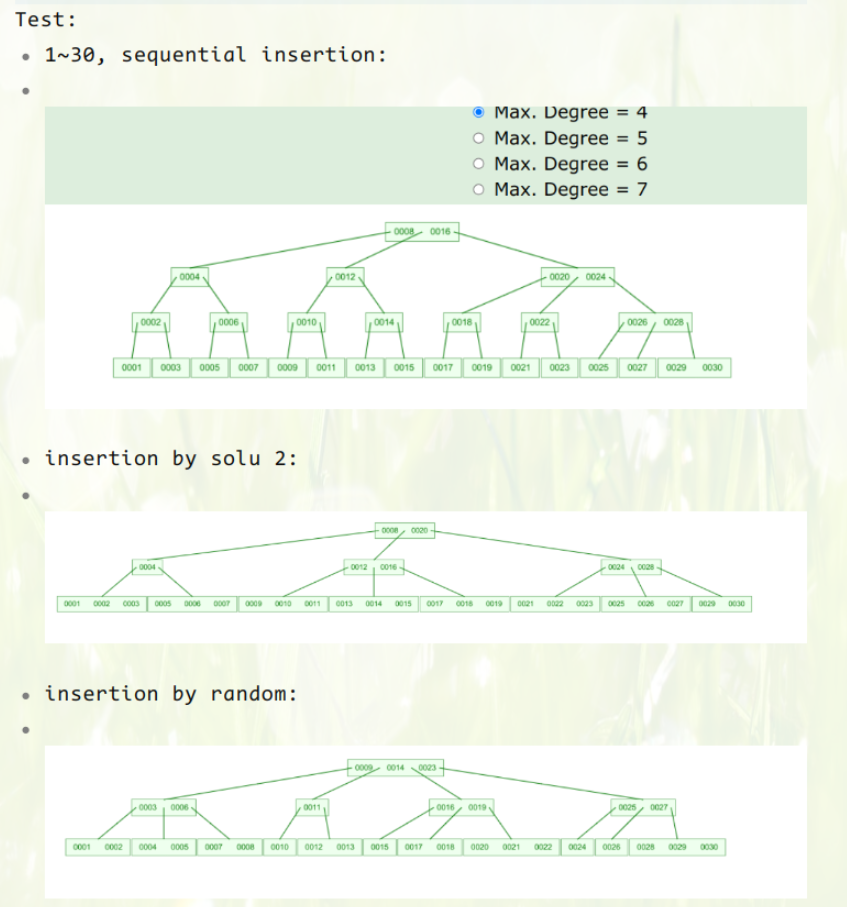 Test:
1~30, sequential insertion:
Max. Degree = 4
Max. Degree = 5
Max. Degree = 6
Max. Degree = 7
0008 0016
0004 0012 0020 0024
0002 0006 0010 0014 0018 0022 0026 0028
0001 0003 0005 0007 0009 0011 0013 0015 0017 0019 0021 0023 0025 0027 0029 0030
insertion by solu 2:
0008 0020
0004 0012 0016 0024 0028
0001 0002 0003 0005 0006 0007 0009 0010 0011 0013 0014 0015 0017 0018 0019 0021 0022 0023 0025 0026 0027 0029 0030
insertion by random:
0009 0014 0023
0003 0006 0011 0016 0019 0025 0027
0001 0002 0004 0005 0007 0008 0010 0012 0013 0015 0017 0018 0020 0021 0022 0024 0026 0028 0029 0030